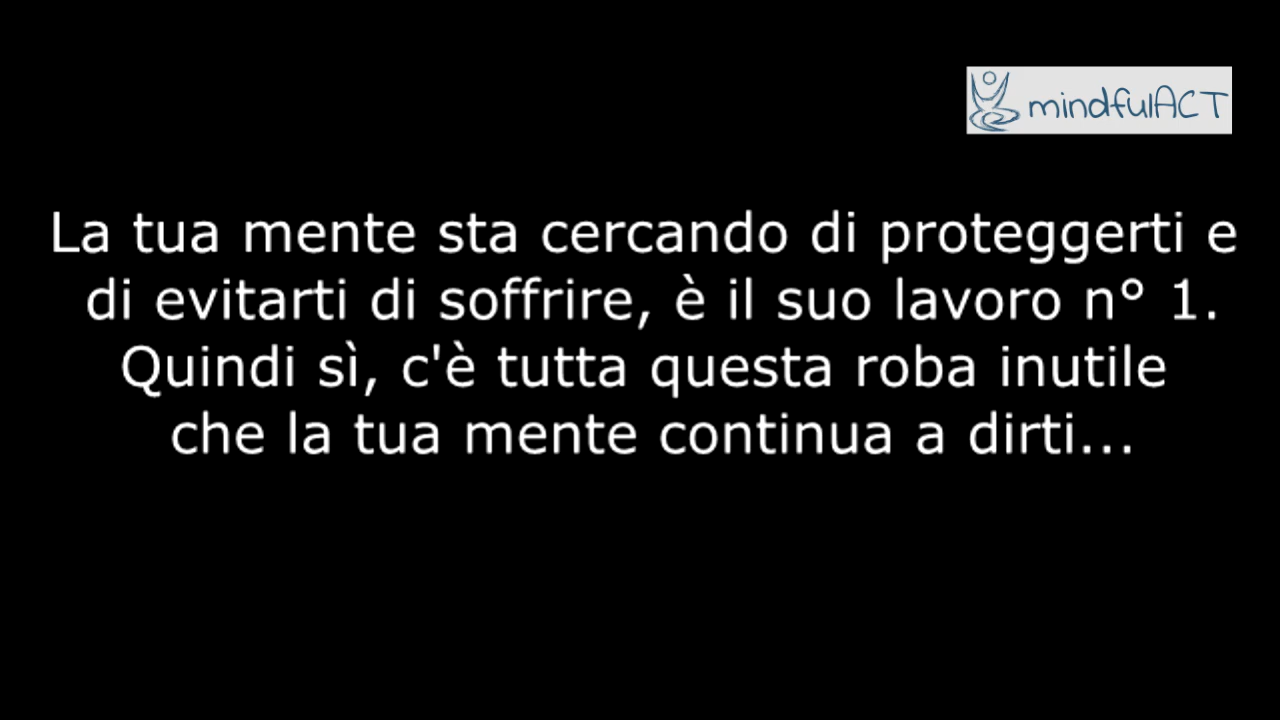 mindfulACT
La tua mente sta cercando di proteggerti e
di evitarti di soffrire, è il suo lavoro n° 1.
Quindi sì, c'è tutta questa roba inutile
che la tua mente continua a dirti...